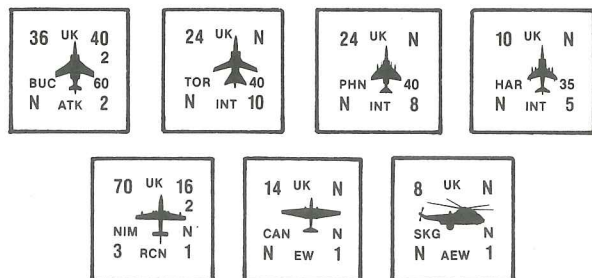 36 UK 40
2
BUC 60
N ATK 2
24 UK N
TOR 40
N INT 10
24 UK N
PHN 40
N INT 8
10 UK N
HAR 35
N INT 5
70 UK 16
2
NIM N
3 RCN 1
14 UK N
CAN N
N EW 1
8 UK N
SKG N
N AEW 1